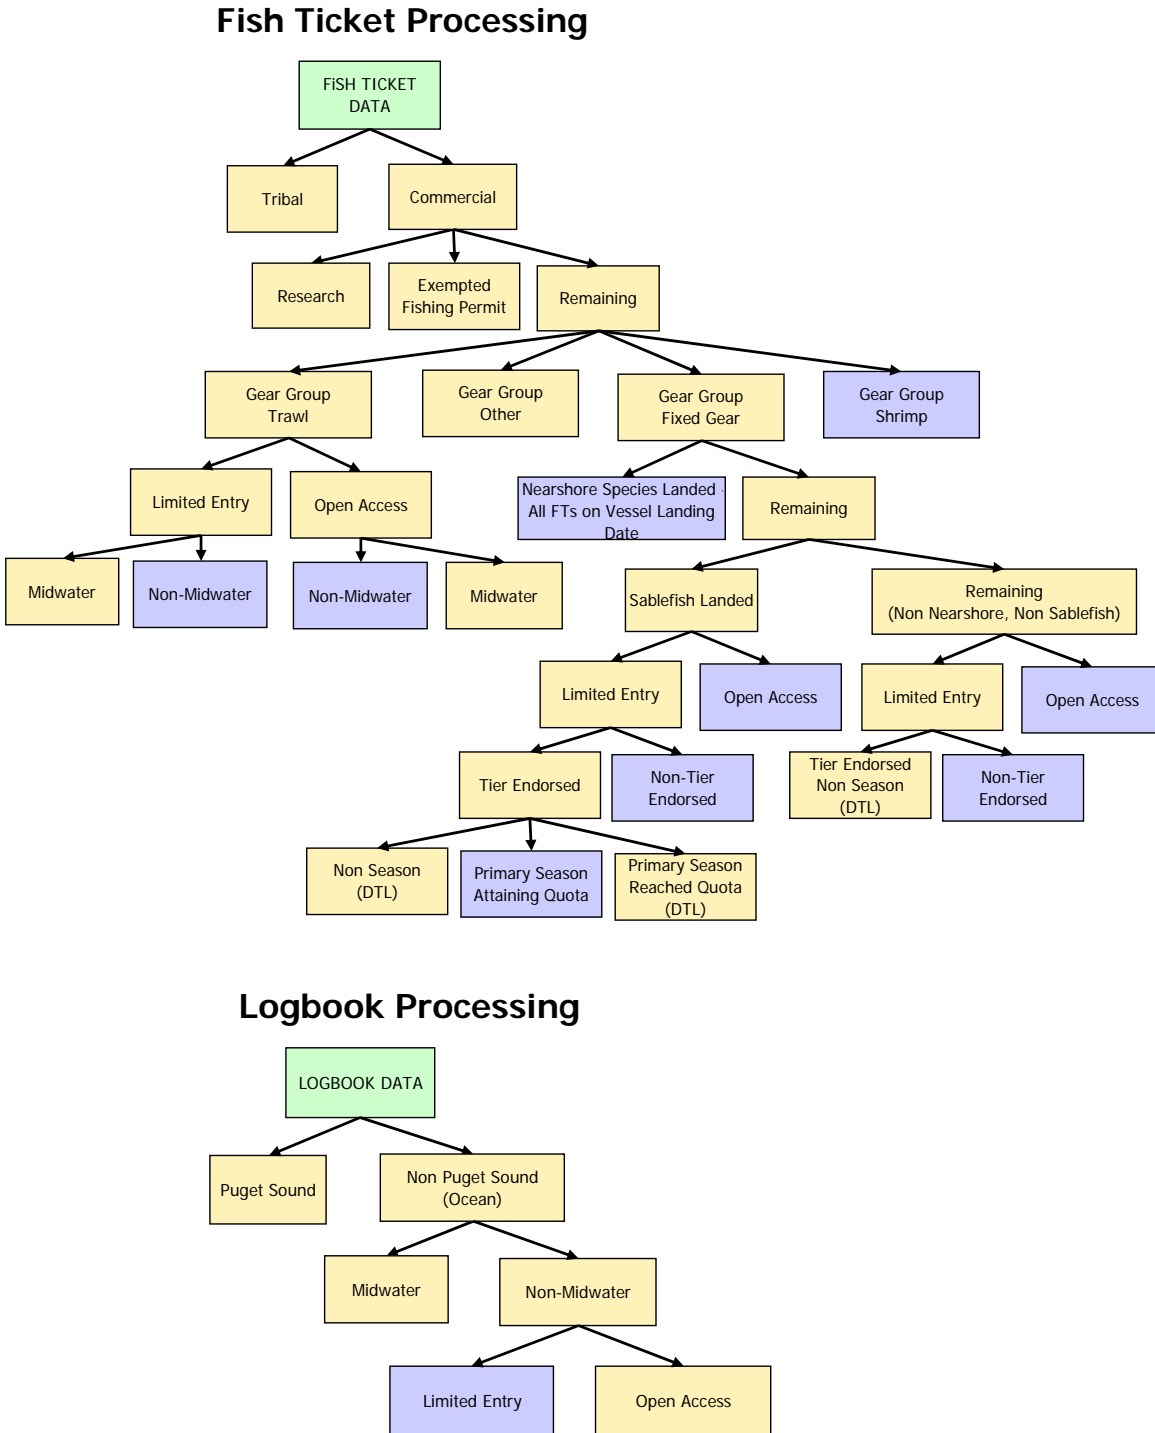 Fish Ticket Processing
FiSH TICKET
DATA
Tribal
Commercial
Research
Exempted
Fishing Permit
Remaining
Gear Group
Trawl
Gear Group
Other
Gear Group
Fixed Gear
Gear Group
Shrimp
Limited Entry
Open Access
Nearshore Species Landed -
All FTs on Vessel Landing
Date
Remaining
Midwater
Non-Midwater
Non-Midwater
Midwater
Sablefish Landed
Remaining
(Non Nearshore, Non Sablefish)
Limited Entry
Open Access
Limited Entry
Open Access
Tier Endorsed
Non-Tier
Endorsed
Tier Endorsed
Non Season
(DTL)
Non-Tier
Endorsed
Non Season
(DTL)
Primary Season
Attaining Quota
Primary Season
Reached Quota
(DTL)
Logbook Processing
LOGBOOK DATA
Puget Sound
Non Puget Sound
(Ocean)
Midwater
Non-Midwater
Limited Entry
Open Access